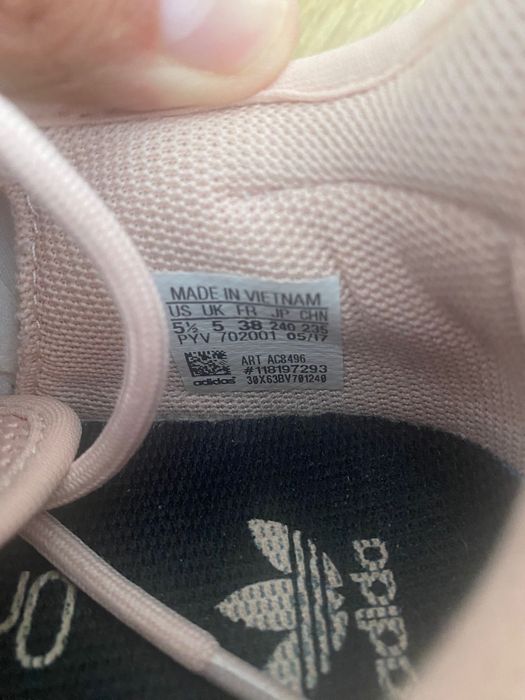 MADE IN VIETNAM
US UK FR JP CHN
5½ 5 38 240 235
PYV 702001 05/17
ART AC8496
#118197293
adidas 30X63BV701240
adidas